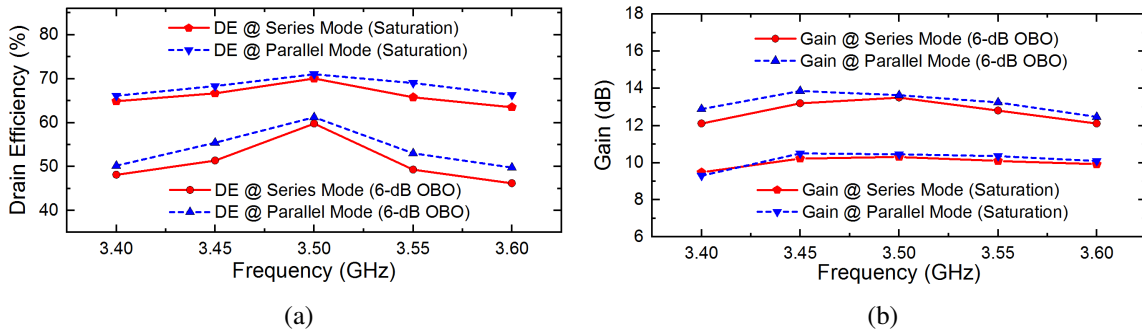 DE @ Series Mode (Saturation)
DE @ Parallel Mode (Saturation)
80
70
60
50
40
Drain Efficiency (%)
DE @ Series Mode (6-dB OBO)
DE @ Parallel Mode (6-dB OBO)
3.40 3.45 3.50 3.55 3.60
Frequency (GHz)
(a)
18
16
14
12
10
8
6
Gain (dB)
Gain @ Series Mode (6-dB OBO)
Gain @ Parallel Mode (6-dB OBO)
Gain @ Series Mode (Saturation)
Gain @ Parallel Mode (Saturation)
3.40 3.45 3.50 3.55 3.60
Frequency (GHz)
(b)